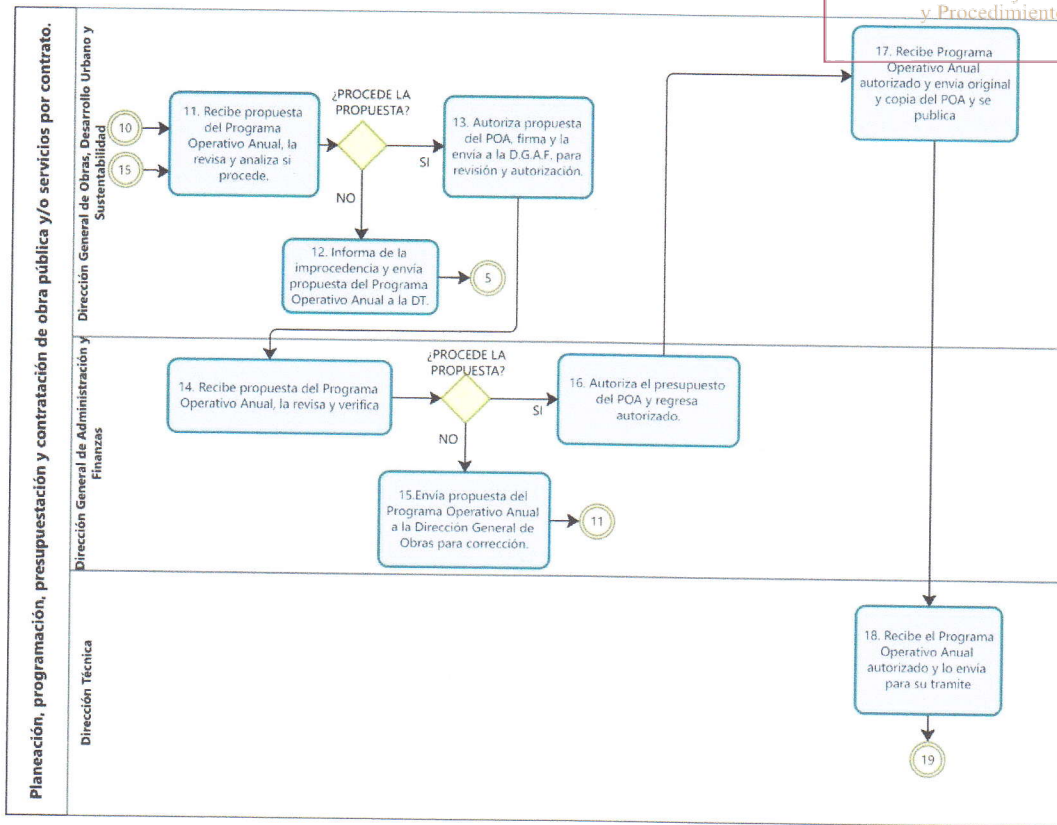 y Procedimiento
Planeación, programación, presupuestación y contratación de obra pública y/o servicios por contrato.
Dirección General de Obras, Desarrollo Urbano y
Sustentabilidad
10
15
11. Recibe propuesta
del Programa
Operativo Anual, la
revisa y analiza si
procede.
¿PROCEDE LA
PROPUESTA?
SI
NO
13. Autoriza propuesta
del POA, firma y la
envía a la D.G.A.F. para
revisión y autorización.
12. Informa de la
improcedencia y envía
propuesta del Programa
Operativo Anual a la DT.
5
17. Recibe Programa
Operativo Anual
autorizado y envia original
y copia del POA y se
publica
Dirección General de Administración y
Finanzas
14. Recibe propuesta del Programa
Operativo Anual, la revisa y verifica
¿PROCEDE LA
PROPUESTA?
SI
NO
16. Autoriza el presupuesto
del POA y regresa
autorizado.
15.Envía propuesta del
Programa Operativo Anual
a la Dirección General de
Obras para corrección.
11
Dirección Técnica
18. Recibe el Programa
Operativo Anual
autorizado y lo envía
para su tramite
19